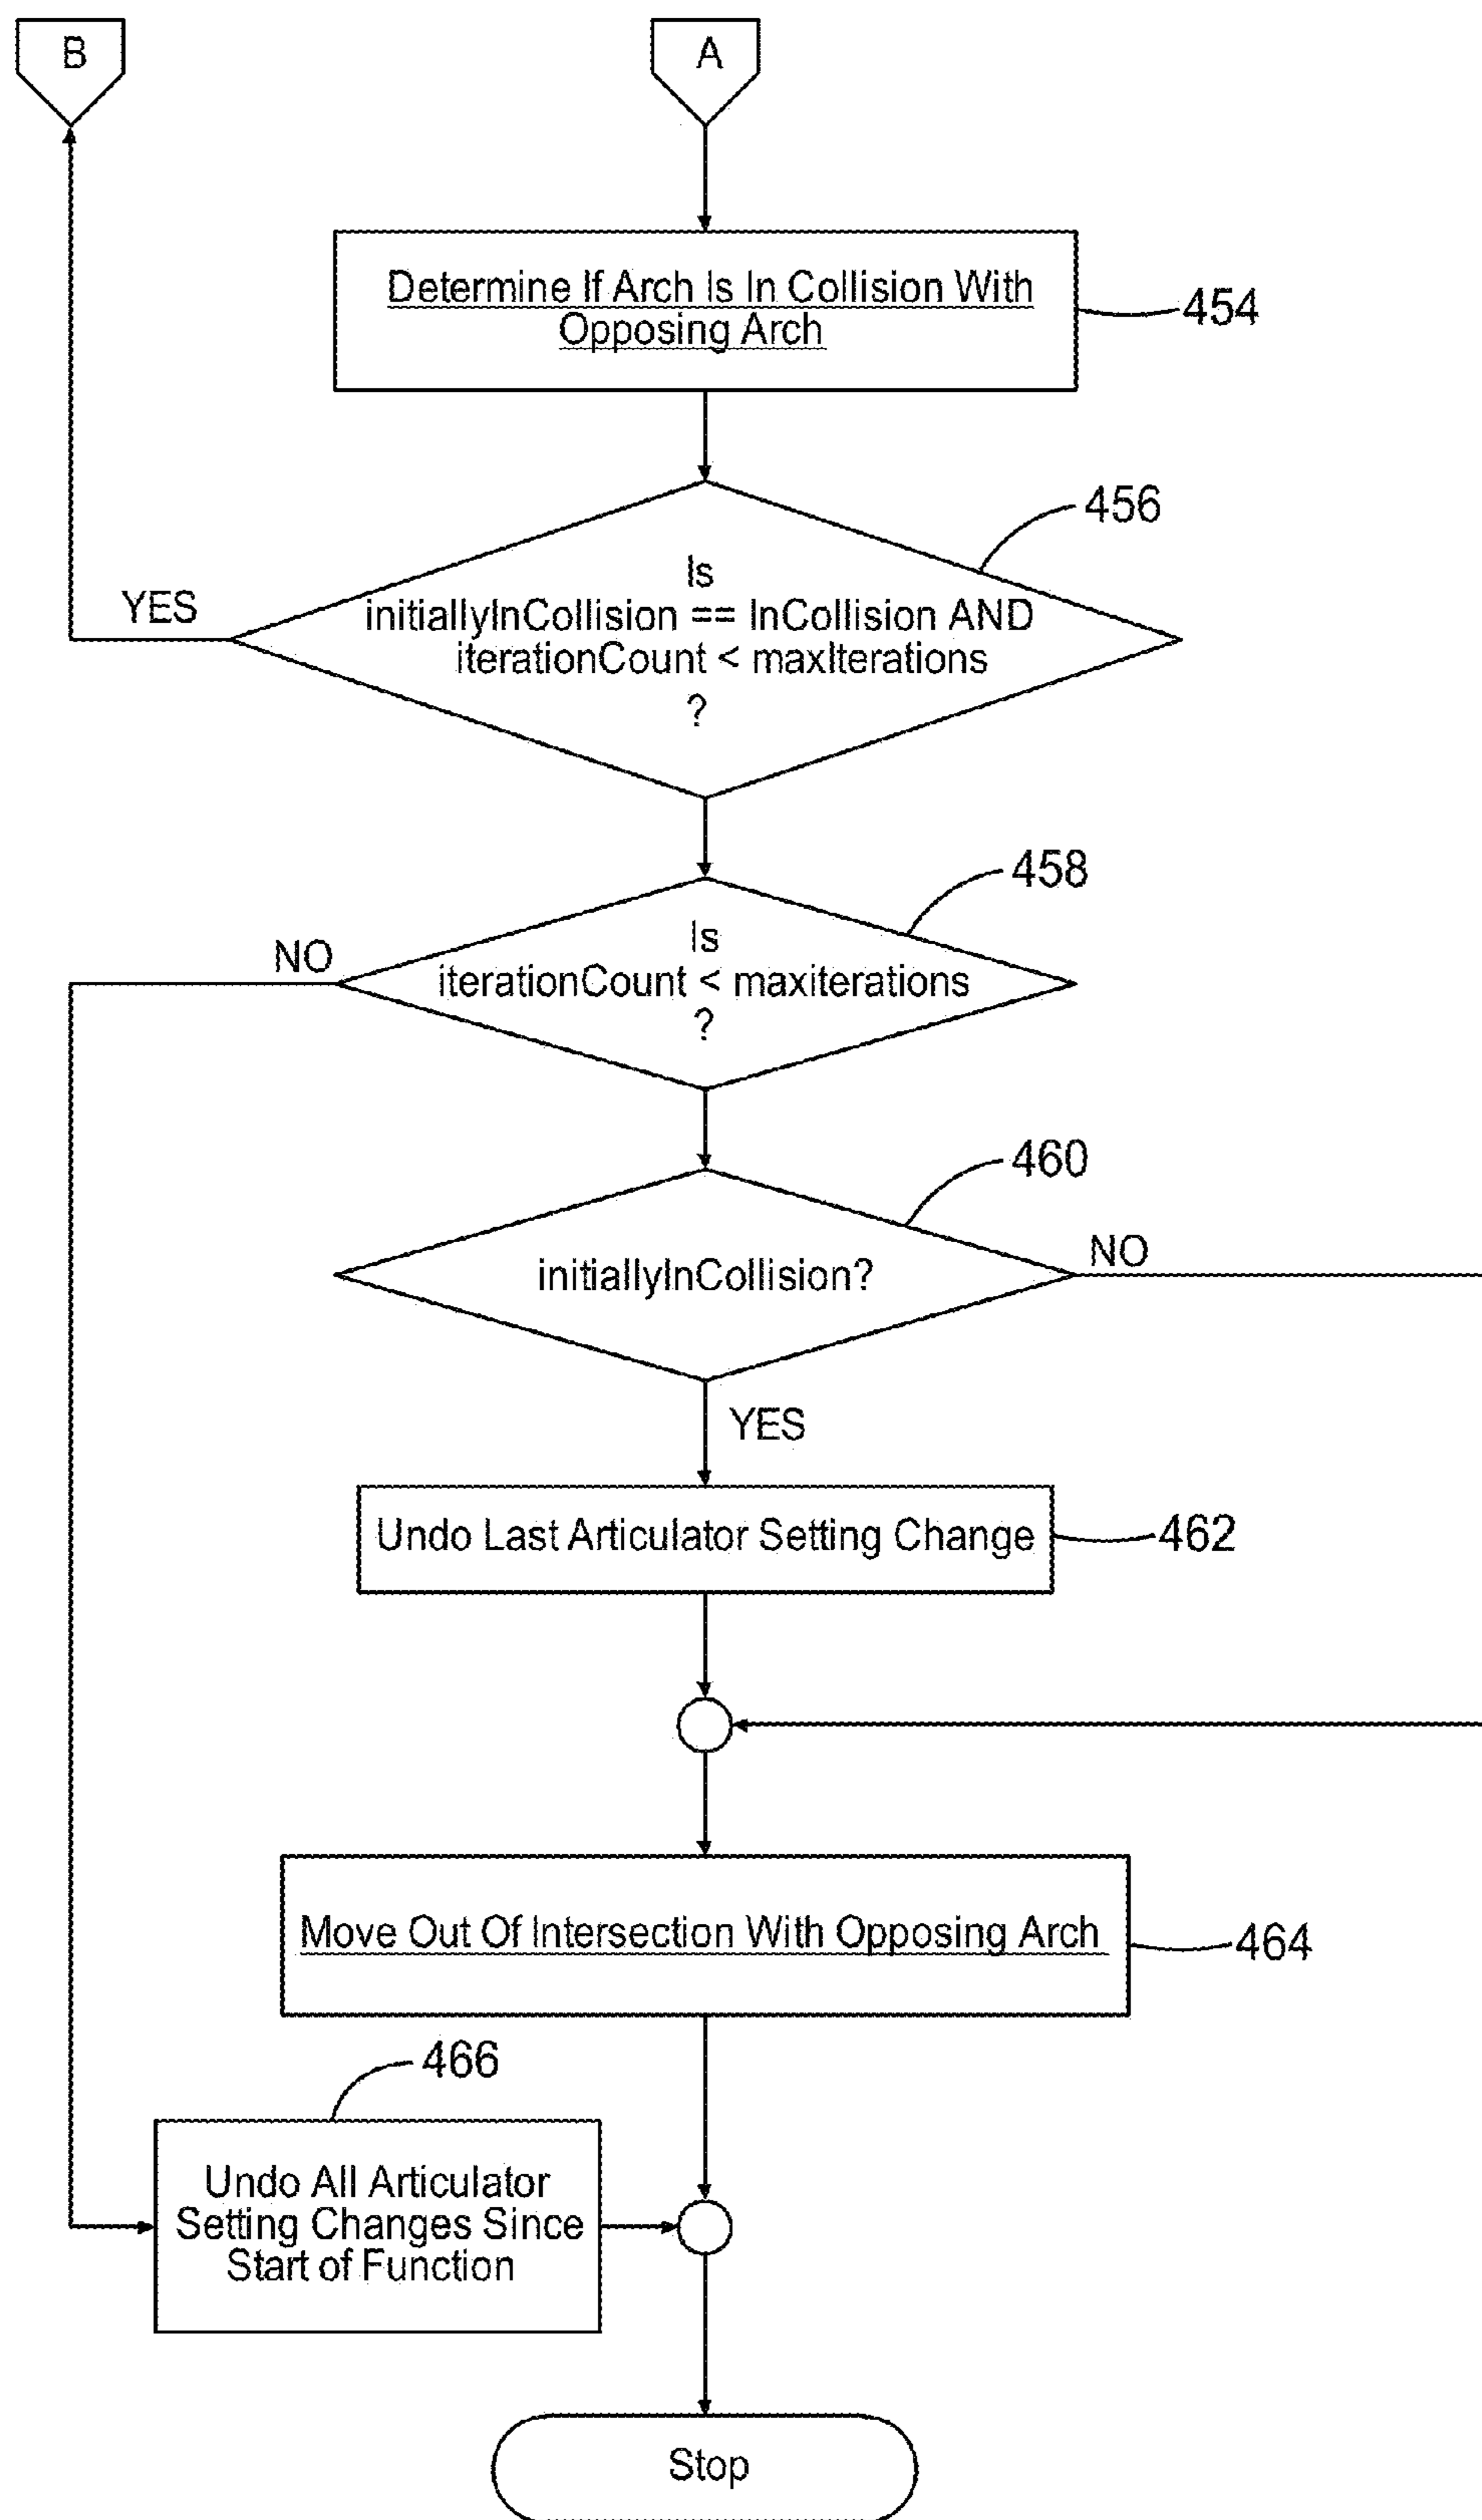 B
A
Determine If Arch Is In Collision With
Opposing Arch
454
456
Is
initiallyInCollision == InCollision AND
iterationCount < maxIterations
?
YES
458
Is
iterationCount < maxiterations
?
NO
460
initiallyInCollision?
NO
YES
Undo Last Articulator Setting Change
462
Move Out Of Intersection With Opposing Arch
464
466
Undo All Articulator
Setting Changes Since
Start of Function
Stop